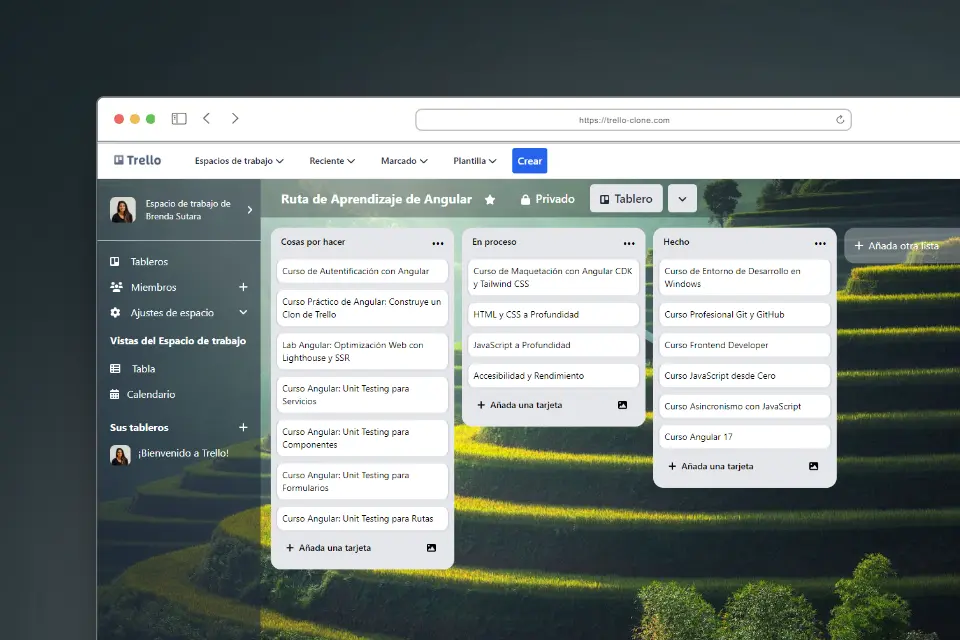 https://trello-clone.com
Trello
Espacios de trabajo
Reciente
Marcado
Plantilla
Crear
Espacio de trabajo de
Brenda Sutara
Tableros
Miembros
Ajustes de espacio
Vistas del Espacio de trabajo
Tabla
Calendario
Sus tableros
¡Bienvenido a Trello!
Ruta de Aprendizaje de Angular
Privado
Tablero
Cosas por hacer
Curso de Autentificación con Angular
Curso Práctico de Angular: Construye un
Clon de Trello
Lab Angular: Optimización Web con
Lighthouse y SSR
Curso Angular: Unit Testing para
Servicios
Curso Angular: Unit Testing para
Componentes
Curso Angular: Unit Testing para
Formularios
Curso Angular: Unit Testing para Rutas
Añada una tarjeta
En proceso
Curso de Maquetación con Angular CDK
y Tailwind CSS
HTML y CSS a Profundidad
JavaScript a Profundidad
Accesibilidad y Rendimiento
Añada una tarjeta
Hecho
Curso de Entorno de Desarrollo en
Windows
Curso Profesional Git y GitHub
Curso Frontend Developer
Curso JavaScript desde Cero
Curso Asincronismo con JavaScript
Curso Angular 17
Añada una tarjeta
Añada otra lista